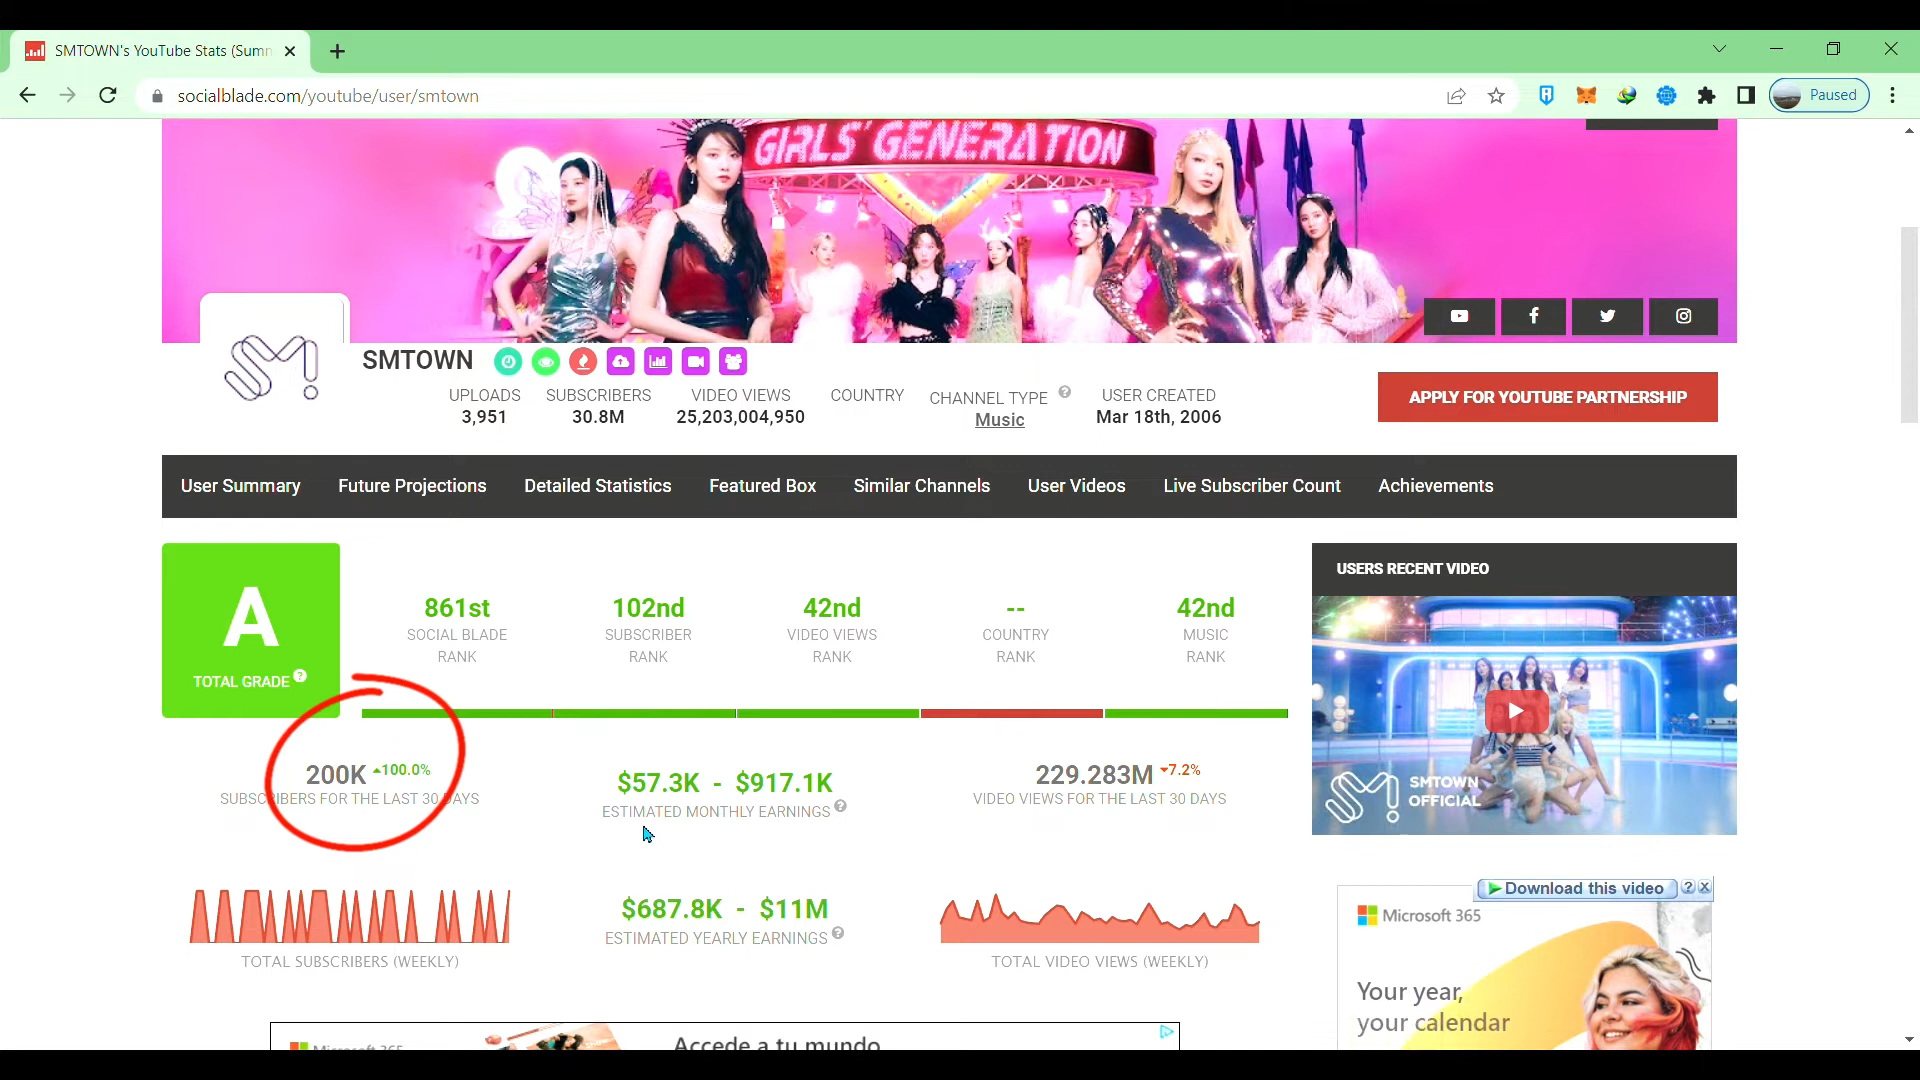 SMTOWN's YouTube Stats (Summ
socialblade.com/youtube/user/smtown
Paused
GIRLS' GENERATION
SMTOWN
UPLOADS
3,951
SUBSCRIBERS
30.8M
VIDEO VIEWS
25,203,004,950
COUNTRY
CHANNEL TYPE ?
Music
USER CREATED
Mar 18th, 2006
APPLY FOR YOUTUBE PARTNERSHIP
User Summary
Future Projections
Detailed Statistics
Featured Box
Similar Channels
User Videos
Live Subscriber Count
Achievements
A
TOTAL GRADE ?
861st
SOCIAL BLADE
RANK
102nd
SUBSCRIBER
RANK
42nd
VIDEO VIEWS
RANK
--
COUNTRY
RANK
42nd
MUSIC
RANK
200K 100.0%
SUBSCRIBERS FOR THE LAST 30 DAYS
$57.3K - $917.1K
ESTIMATED MONTHLY EARNINGS ?
229.283M 7.2%
VIDEO VIEWS FOR THE LAST 30 DAYS
TOTAL SUBSCRIBERS (WEEKLY)
$687.8K - $11M
ESTIMATED YEARLY EARNINGS ?
TOTAL VIDEO VIEWS (WEEKLY)
USERS RECENT VIDEO
SMTOWN
OFFICIAL
Download this video ? X
Microsoft 365
Your year,
your calendar
Microsoft 365
Accede a tu mundo